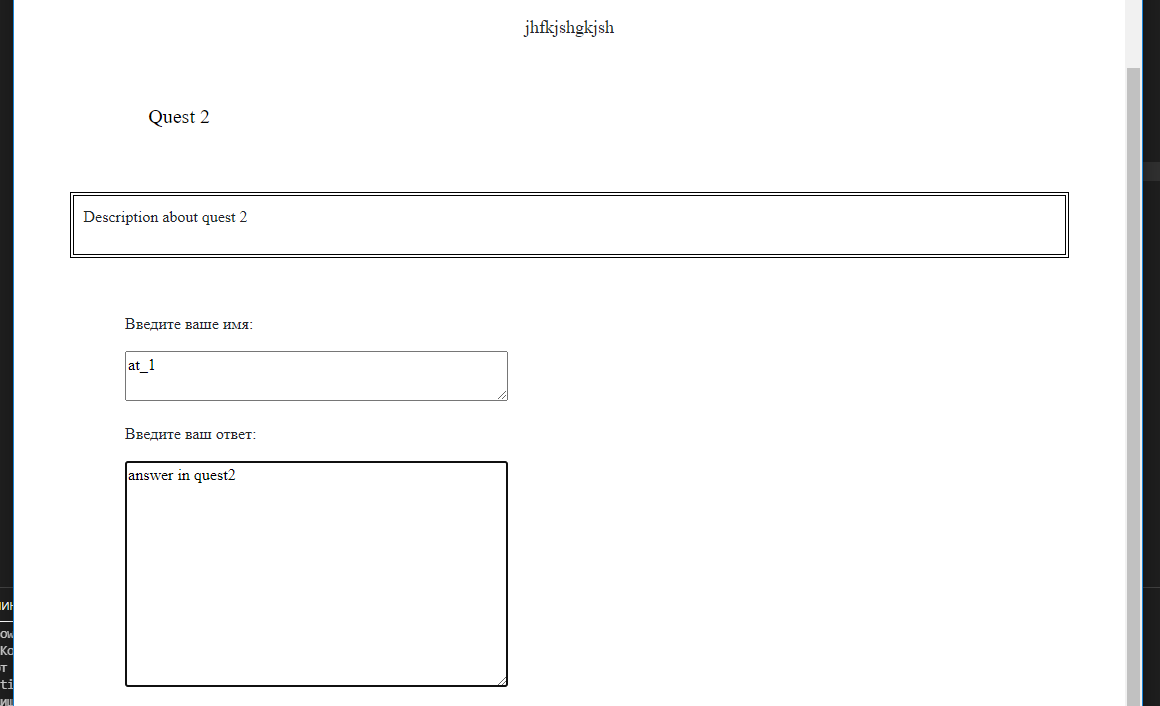 jhfkjshgkjsh
Quest 2
Description about quest 2
Введите ваше имя:
at_1
Введите ваш ответ:
answer in quest2